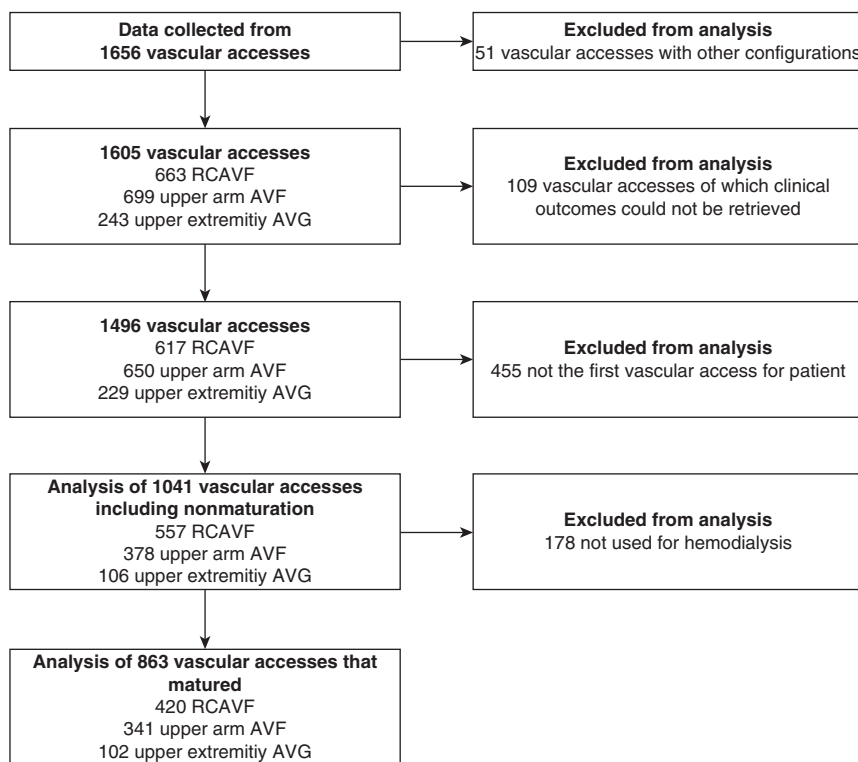 Data collected from
1656 vascular accesses
Excluded from analysis
51 vascular accesses with other configurations
1605 vascular accesses
663 RCAVF
699 upper arm AVF
243 upper extremitiy AVG
Excluded from analysis
109 vascular accesses of which clinical
outcomes could not be retrieved
1496 vascular accesses
617 RCAVF
650 upper arm AVF
229 upper extremitiy AVG
Excluded from analysis
455 not the first vascular access for patient
Analysis of 1041 vascular accesses
including nonmaturation
557 RCAVF
378 upper arm AVF
106 upper extremitiy AVG
Excluded from analysis
178 not used for hemodialysis
Analysis of 863 vascular accesses that
matured
420 RCAVF
341 upper arm AVF
102 upper extremitiy AVG